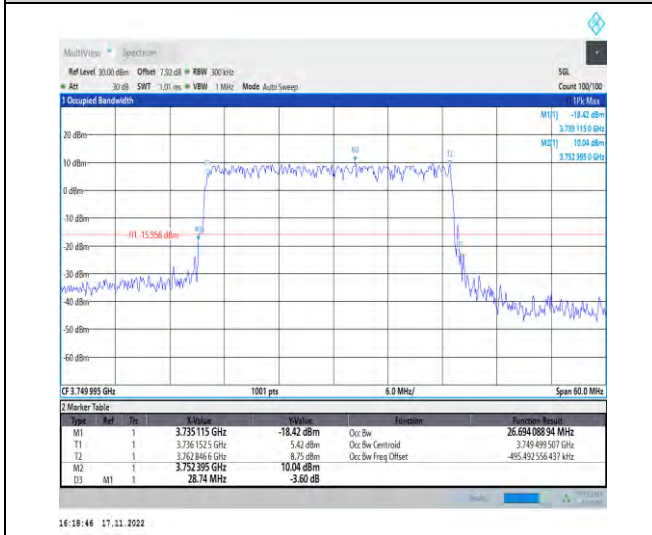 MultiView Spectrum
Ref Level 30.00 dBm Offset 7.92 dB RBW 300 kHz SGL
Att 30 dB SWT 1.01 ms VBW 1 MHz Mode Auto Sweep Count 100/100
1 Occupied Bandwidth 1Pk Max
M1[1] -18.42 dBm
3.735 115 0 GHz
M2[1] 10.04 dBm
3.752 395 0 GHz
20 dBm
M2
T2
10 dBm
0 dBm
-10 dBm
H1 -15.956 dBm
-20 dBm
-30 dBm
-40 dBm
-50 dBm
-60 dBm
CF 3.749 995 GHz 1001 pts 6.0 MHz/ Span 60.0 MHz
2 Marker Table
Type Ref Trc X-Value Y-Value Function Function Result
M1 1 3.735 115 GHz -18.42 dBm Occ Bw 26.694 088 94 MHz
T1 1 3.736 152 5 GHz 5.42 dBm Occ Bw Centroid 3.749 499 507 GHz
T2 1 3.762 846 6 GHz 8.75 dBm Occ Bw Freq Offset -495.492 556 437 kHz
M2 1 3.752 395 GHz 10.04 dBm
D3 M1 1 28.74 MHz -3.60 dB
16:18:46 17.11.2022